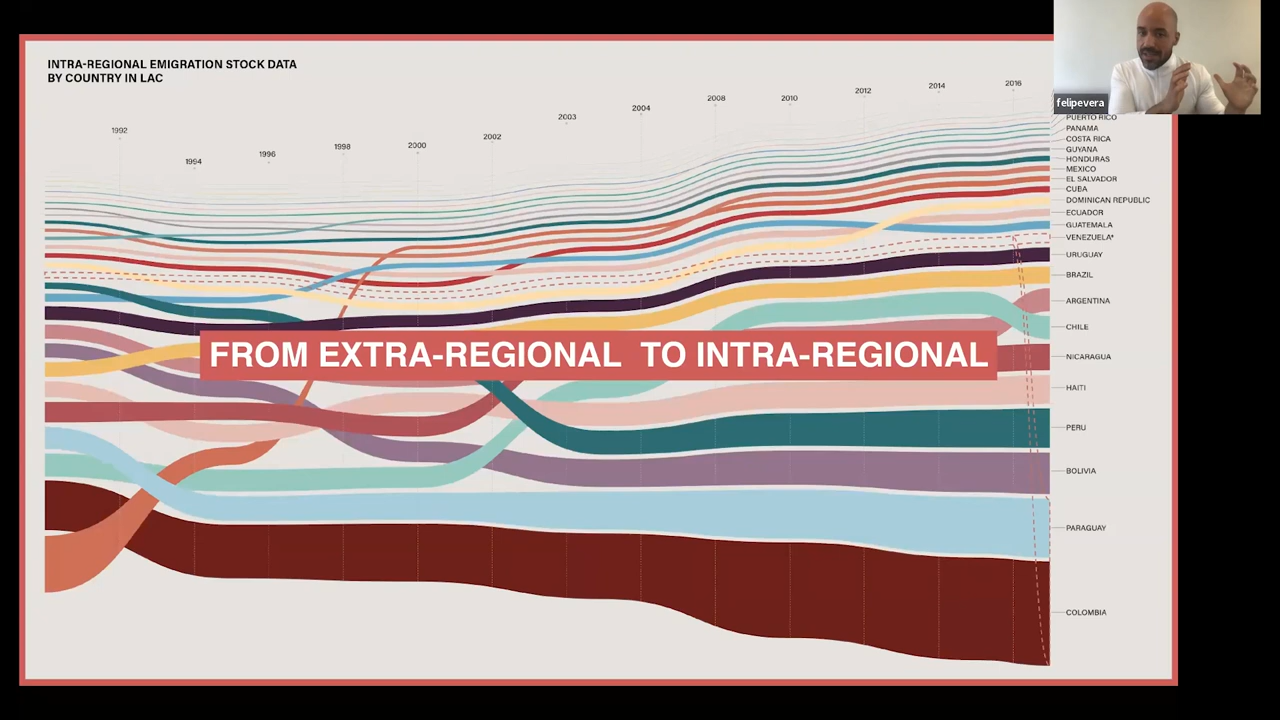 INTRA-REGIONAL EMIGRATION STOCK DATA
BY COUNTRY IN LAC
1992
1994
1996
1998
2000
2002
2003
2004
2008
2010
2012
2014
2016
felipevera
PUERTO RICO
PANAMA
COSTA RICA
GUYANA
HONDURAS
MEXICO
EL SALVADOR
CUBA
DOMINICAN REPUBLIC
ECUADOR
GUATEMALA
VENEZUELA*
URUGUAY
BRAZIL
ARGENTINA
CHILE
NICARAGUA
HAITI
PERU
BOLIVIA
PARAGUAY
COLOMBIA
FROM EXTRA-REGIONAL TO INTRA-REGIONAL